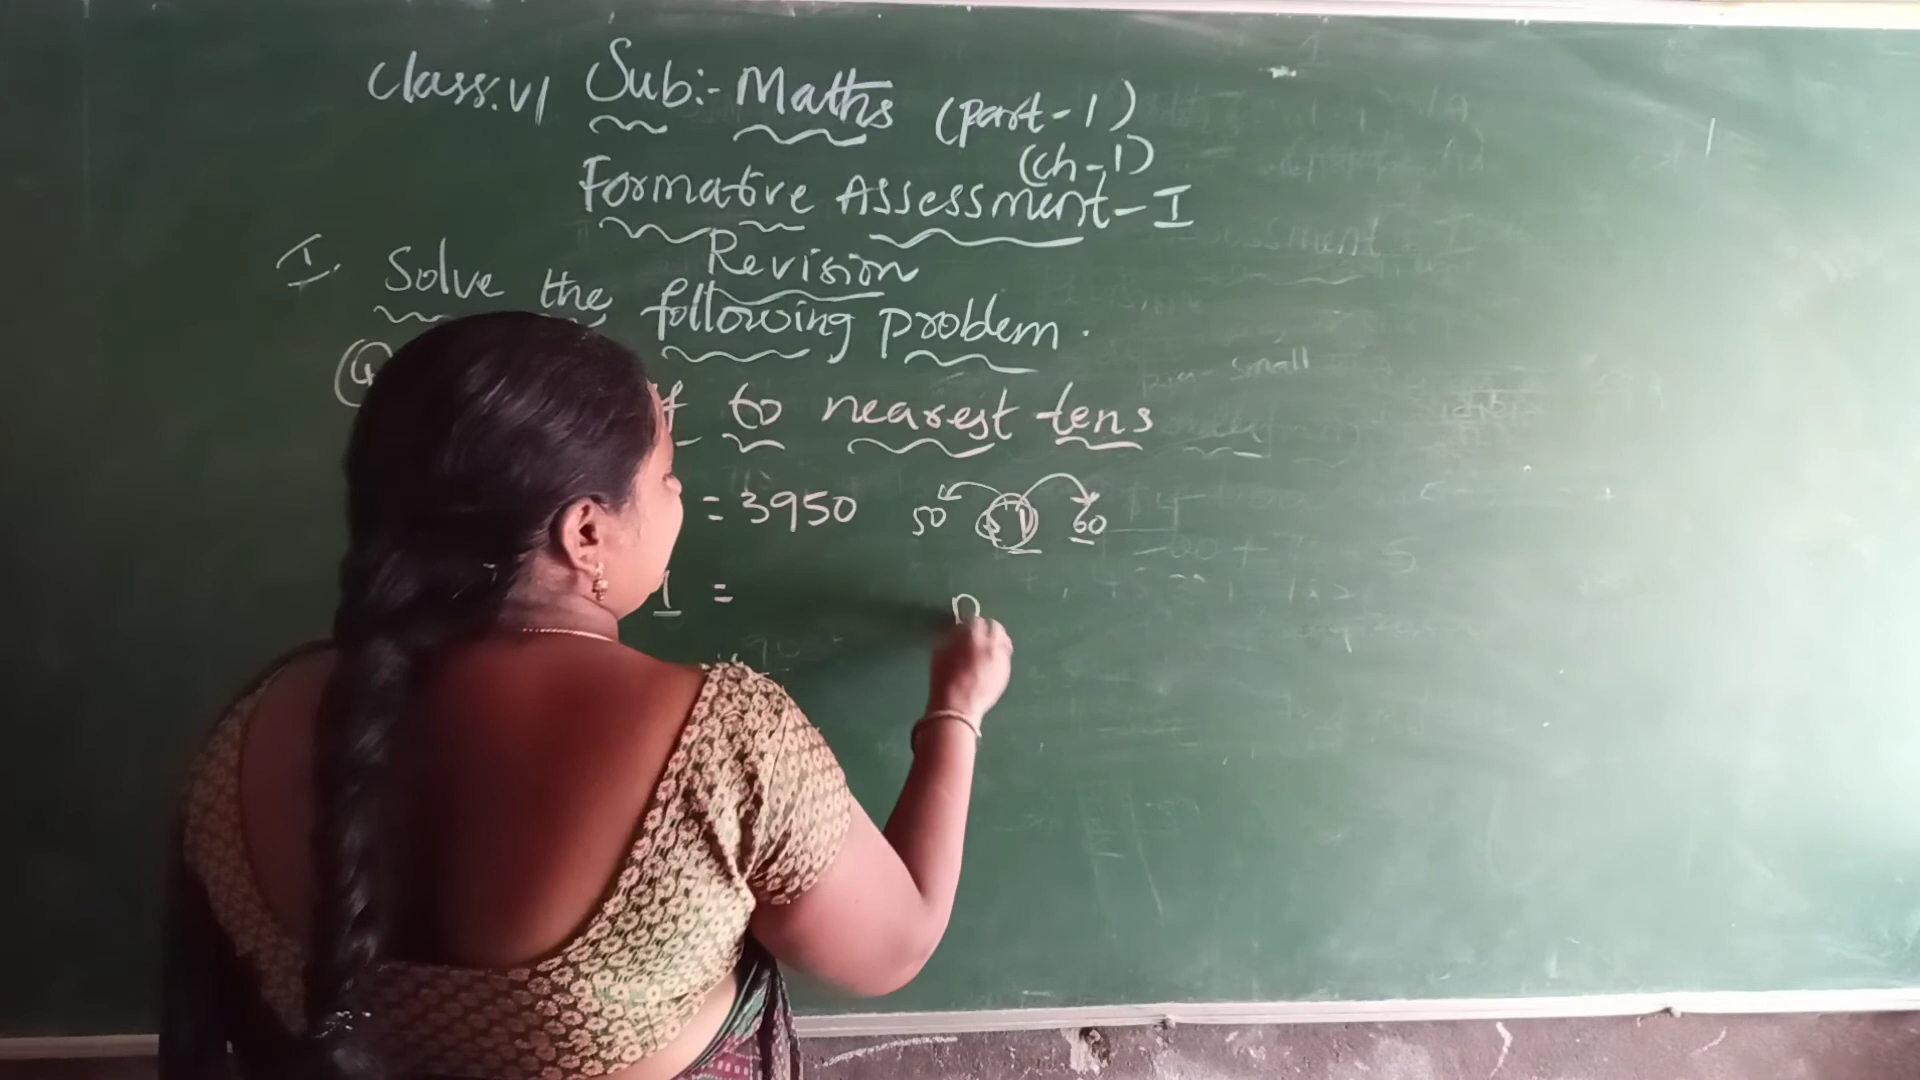 Class:VI Sub:- Maths (part-1)
(ch-1)
Formative Assessment-I
Revision
I. Solve the following problem.
to nearest tens
= 3950 50 60
1 =